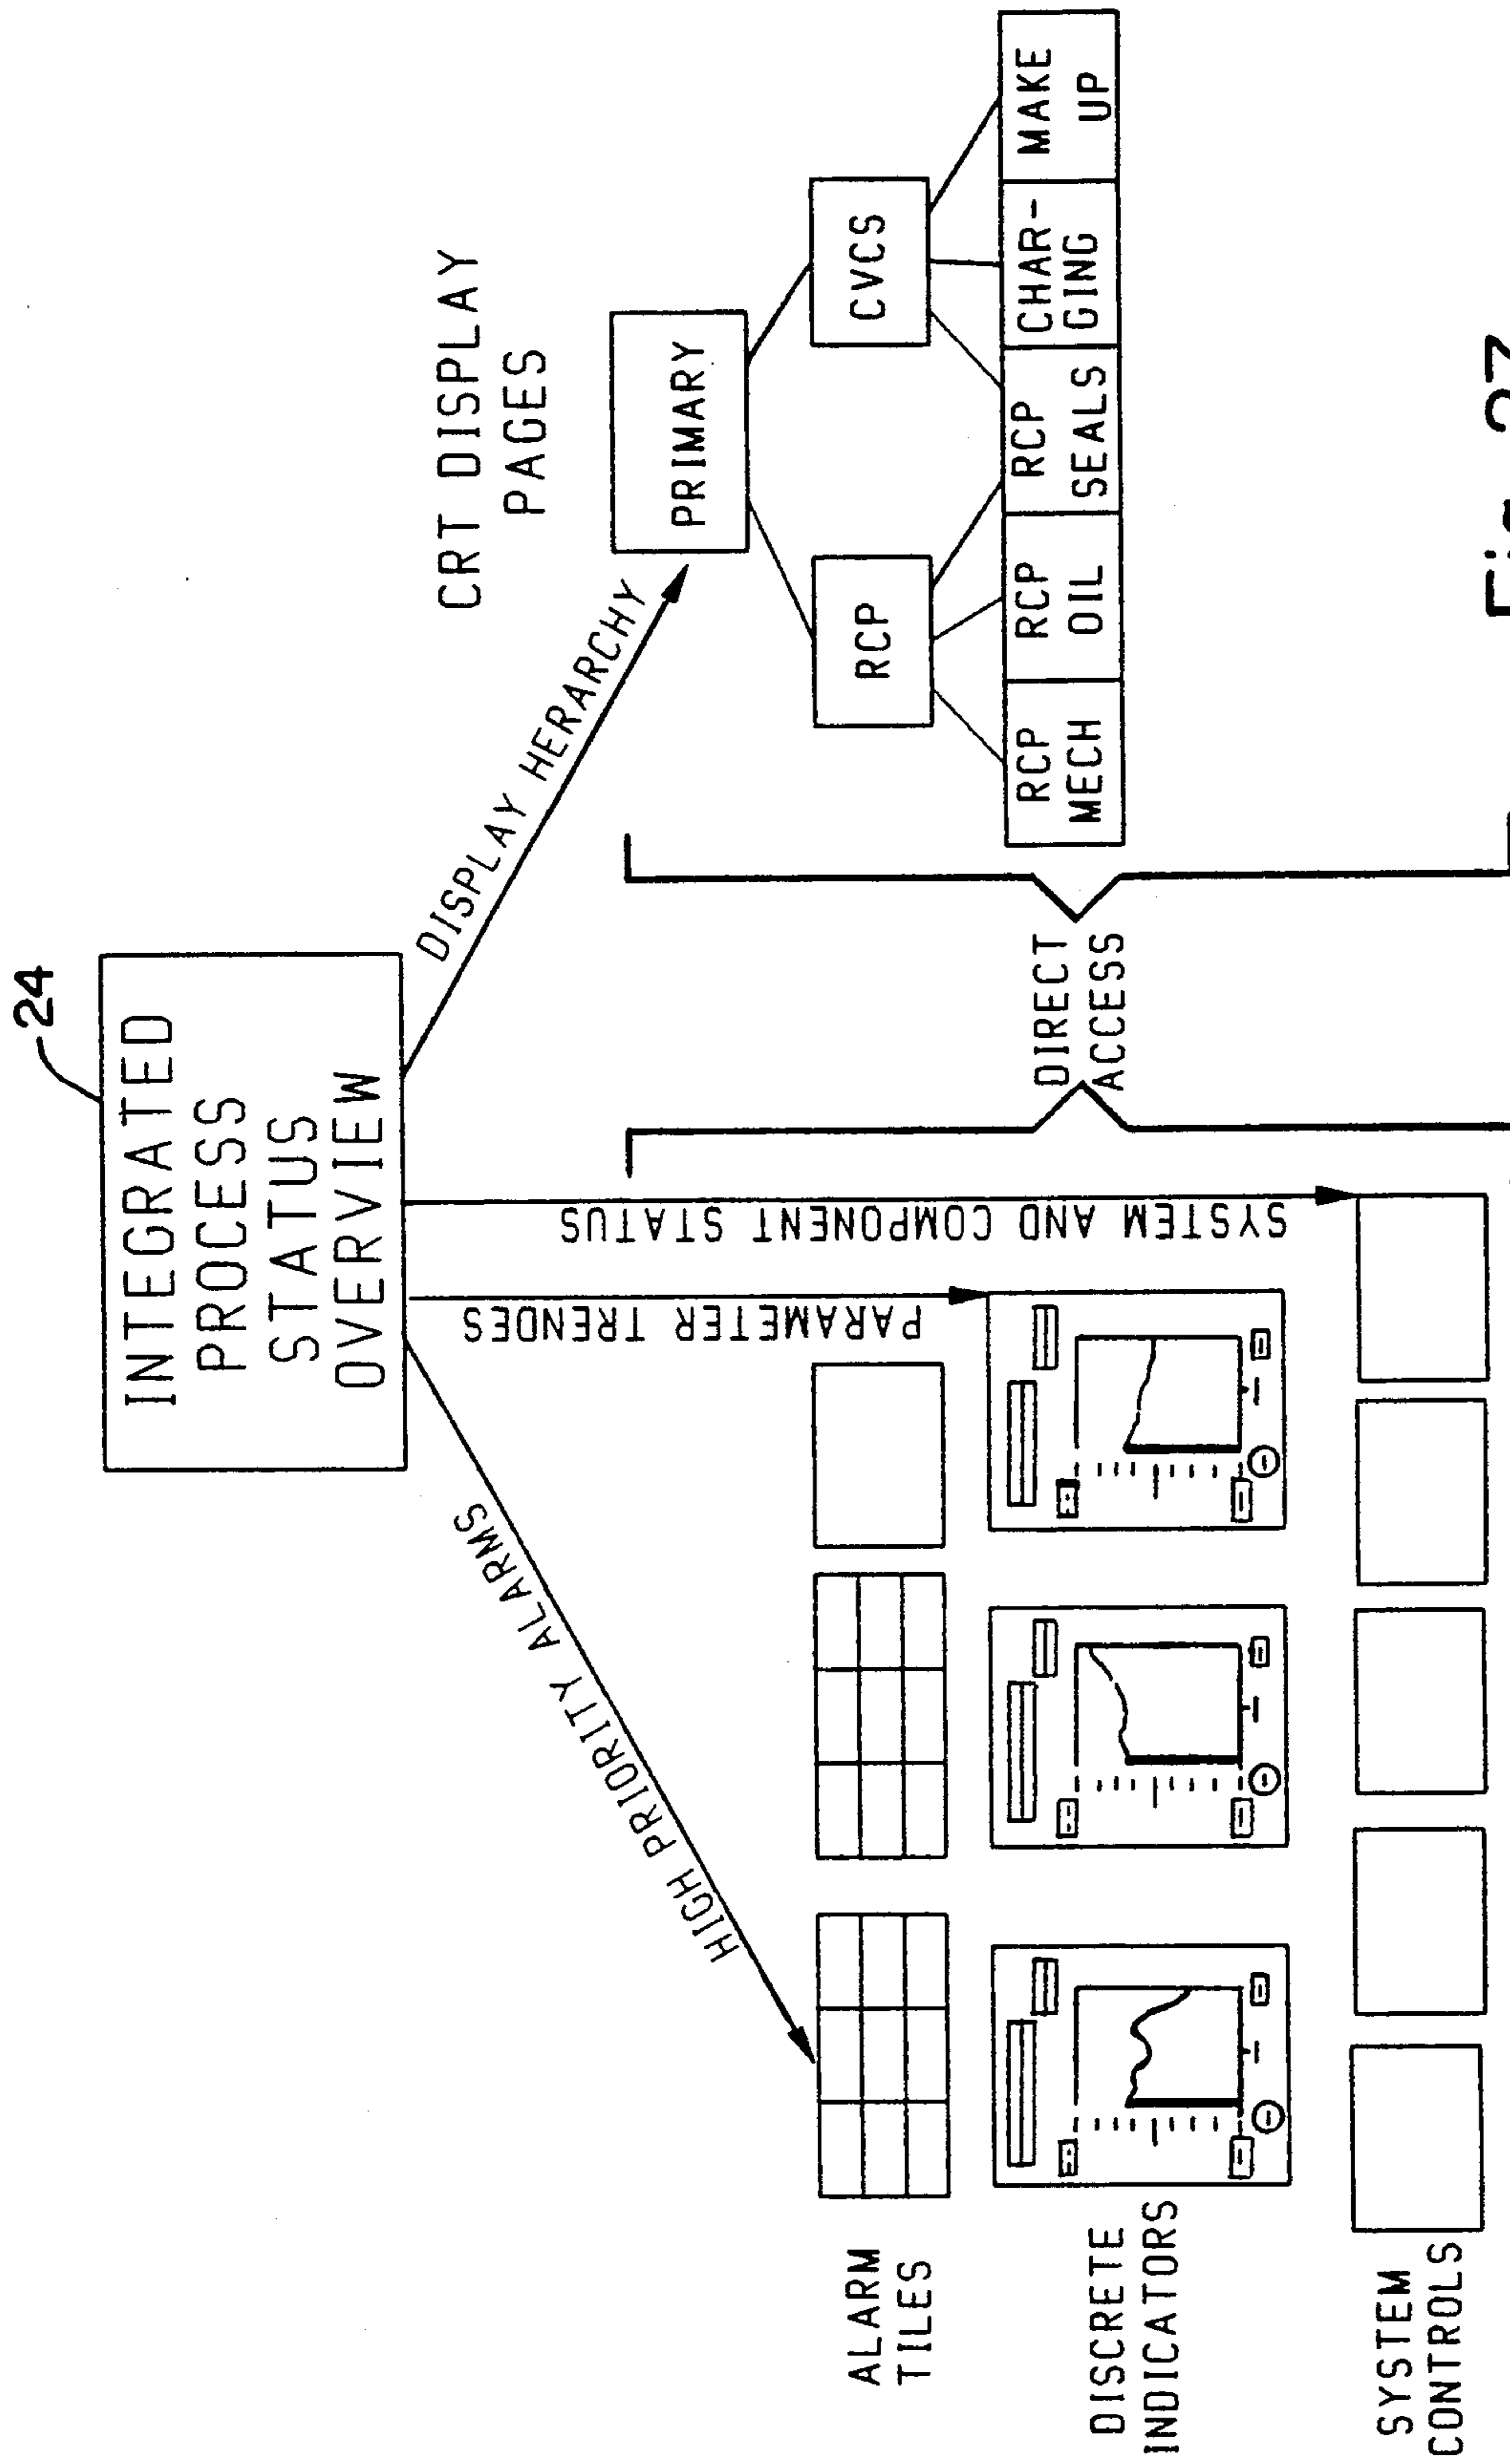 24
INTEGRATED
PROCESS
STATUS
OVERVIEW
HIGH PRIORITY ALARMS
PARAMETER TRENDES
SYSTEM AND COMPONENT STATUS
DISPLAY HERARCHY
CRT DISPLAY
PAGES
PRIMARY
RCP
CVCS
RCP
MECH
RCP
OIL
RCP
SEALS
CHAR-
GING
MAKE
UP
DIRECT
ACCESS
ALARM
TILES
DISCRETE
INDICATORS
SYSTEM
CONTROLS